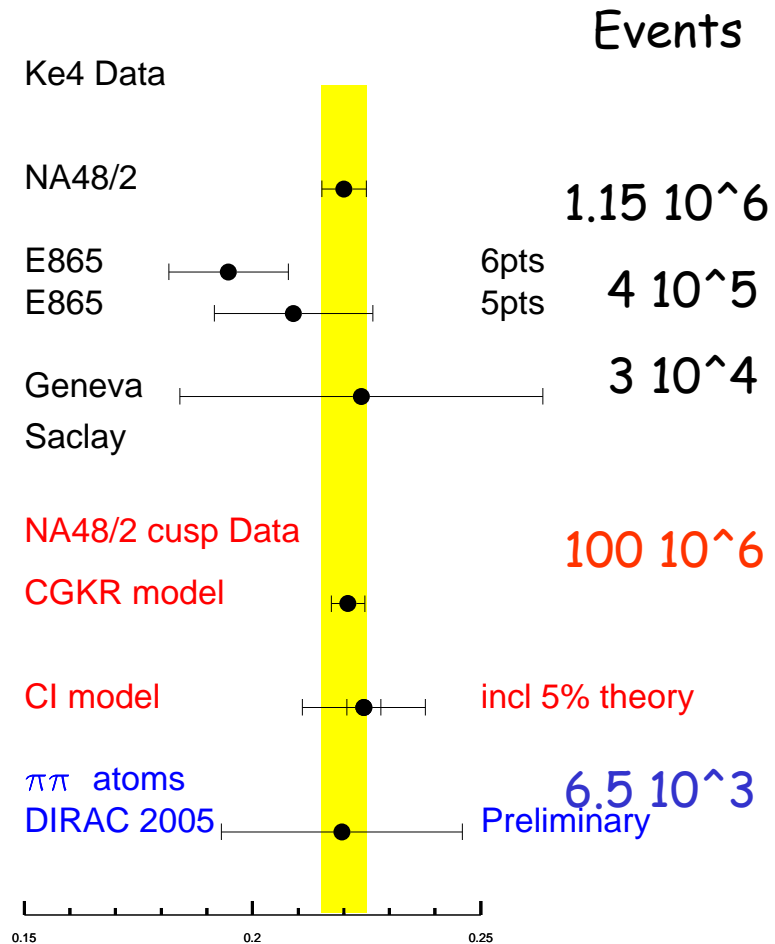 Events
Ke4 Data
NA48/2
1.15 10^6
E865 6pts
E865 5pts
4 10^5
Geneva
3 10^4
Saclay
NA48/2 cusp Data
100 10^6
CGKR model
CI model incl 5% theory
ππ atoms
6.5 10^3
DIRAC 2005 Preliminary
0.15 0.2 0.25